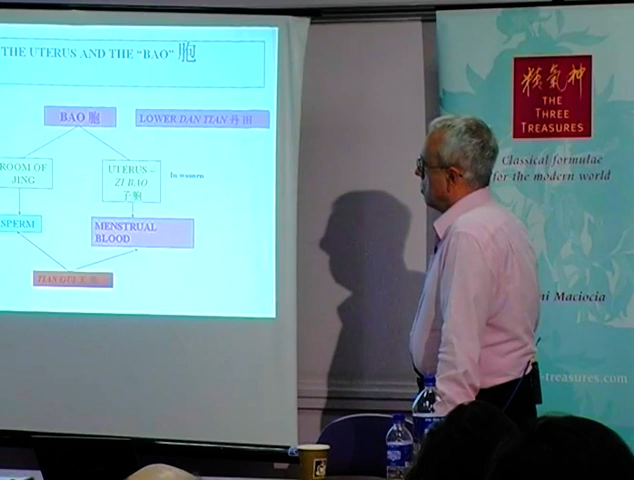 THE UTERUS AND THE “BAO” 胞
BAO 胞
LOWER DAN TIAN 丹田
ROOM OF
JING
UTERUS –
ZI BAO
子胞
In women
SPERM
MENSTRUAL
BLOOD
TIAN GUI
精氣神
THE
THREE
TREASURES
Classical formulae
for the modern world
ni Maciocia
-treasures.com